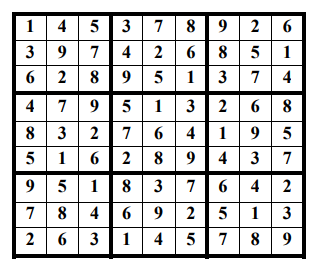 1 4 5 3 7 8 9 2 6
3 9 7 4 2 6 8 5 1
6 2 8 9 5 1 3 7 4
4 7 9 5 1 3 2 6 8
8 3 2 7 6 4 1 9 5
5 1 6 2 8 9 4 3 7
9 5 1 8 3 7 6 4 2
7 8 4 6 9 2 5 1 3
2 6 3 1 4 5 7 8 9